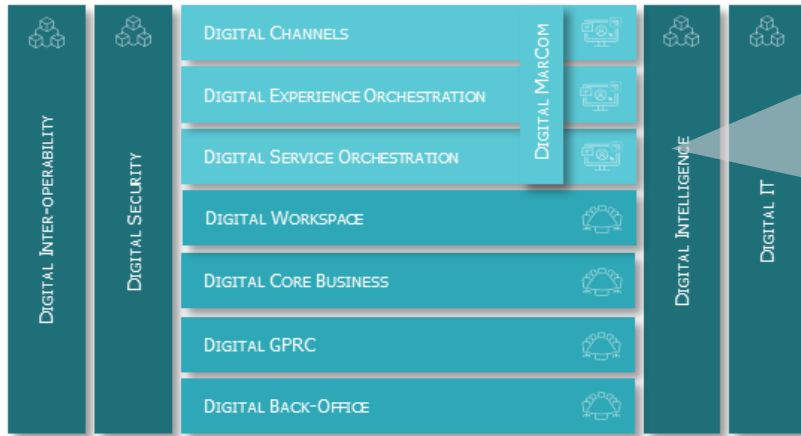 DIGITAL INTER-OPERABILITY
DIGITAL SECURITY
DIGITAL CHANNELS
DIGITAL EXPERIENCE ORCHESTRATION
DIGITAL SERVICE ORCHESTRATION
DIGITAL MARCOM
DIGITAL WORKSPACE
DIGITAL CORE BUSINESS
DIGITAL GPRC
DIGITAL BACK-OFFICE
DIGITAL INTELLIGENCE
DIGITAL IT